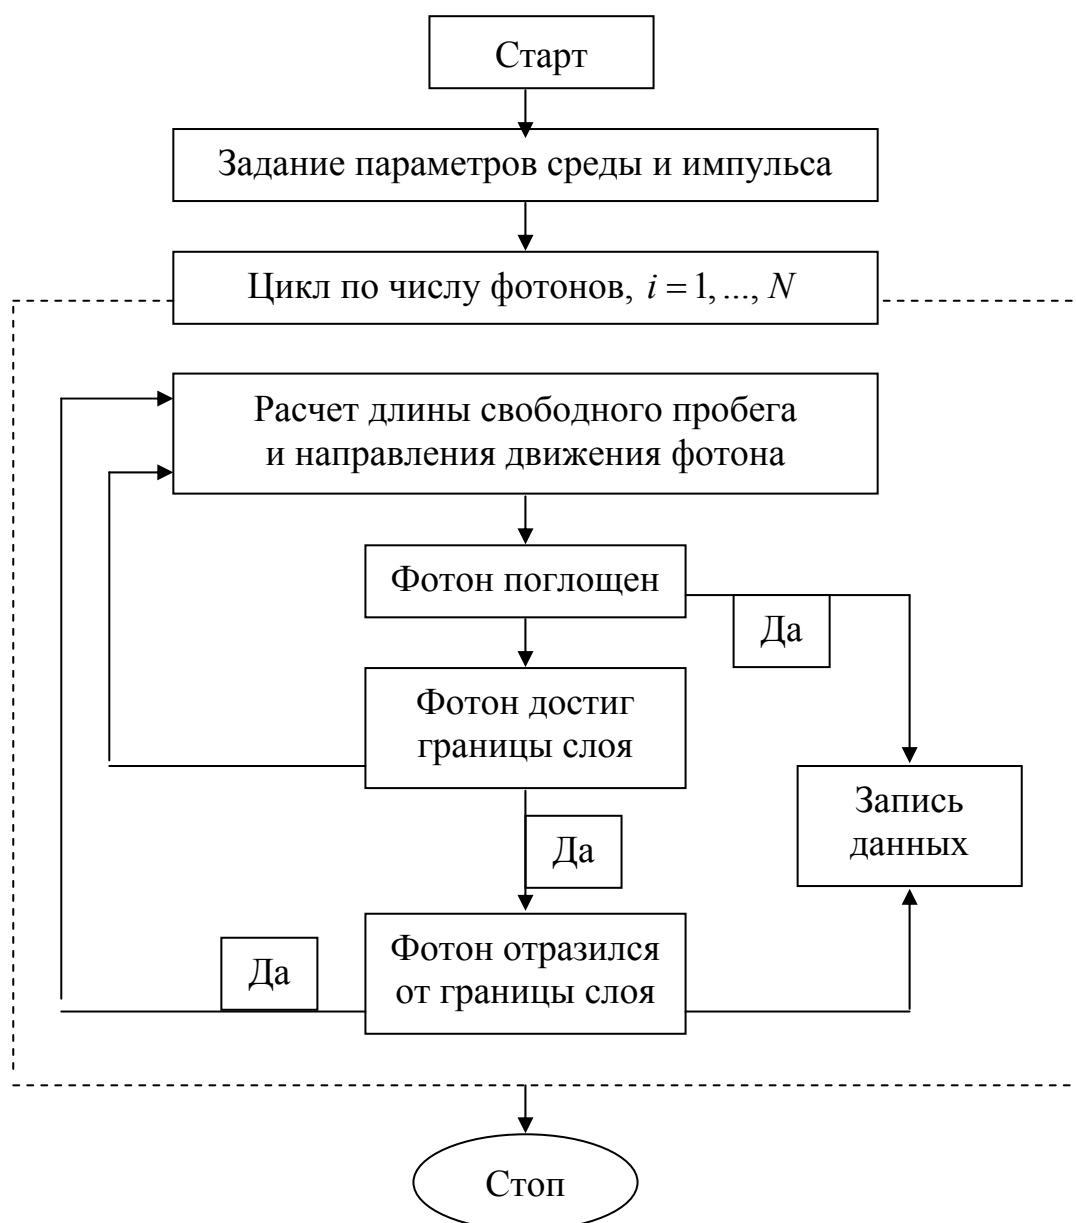 Старт
Задание параметров среды и импульса
Цикл по числу фотонов, i = 1, ..., N
Расчет длины свободного пробега
и направления движения фотона
Фотон поглощен
Да
Фотон достиг
границы слоя
Запись
данных
Да
Фотон отразился
от границы слоя
Да
Стоп